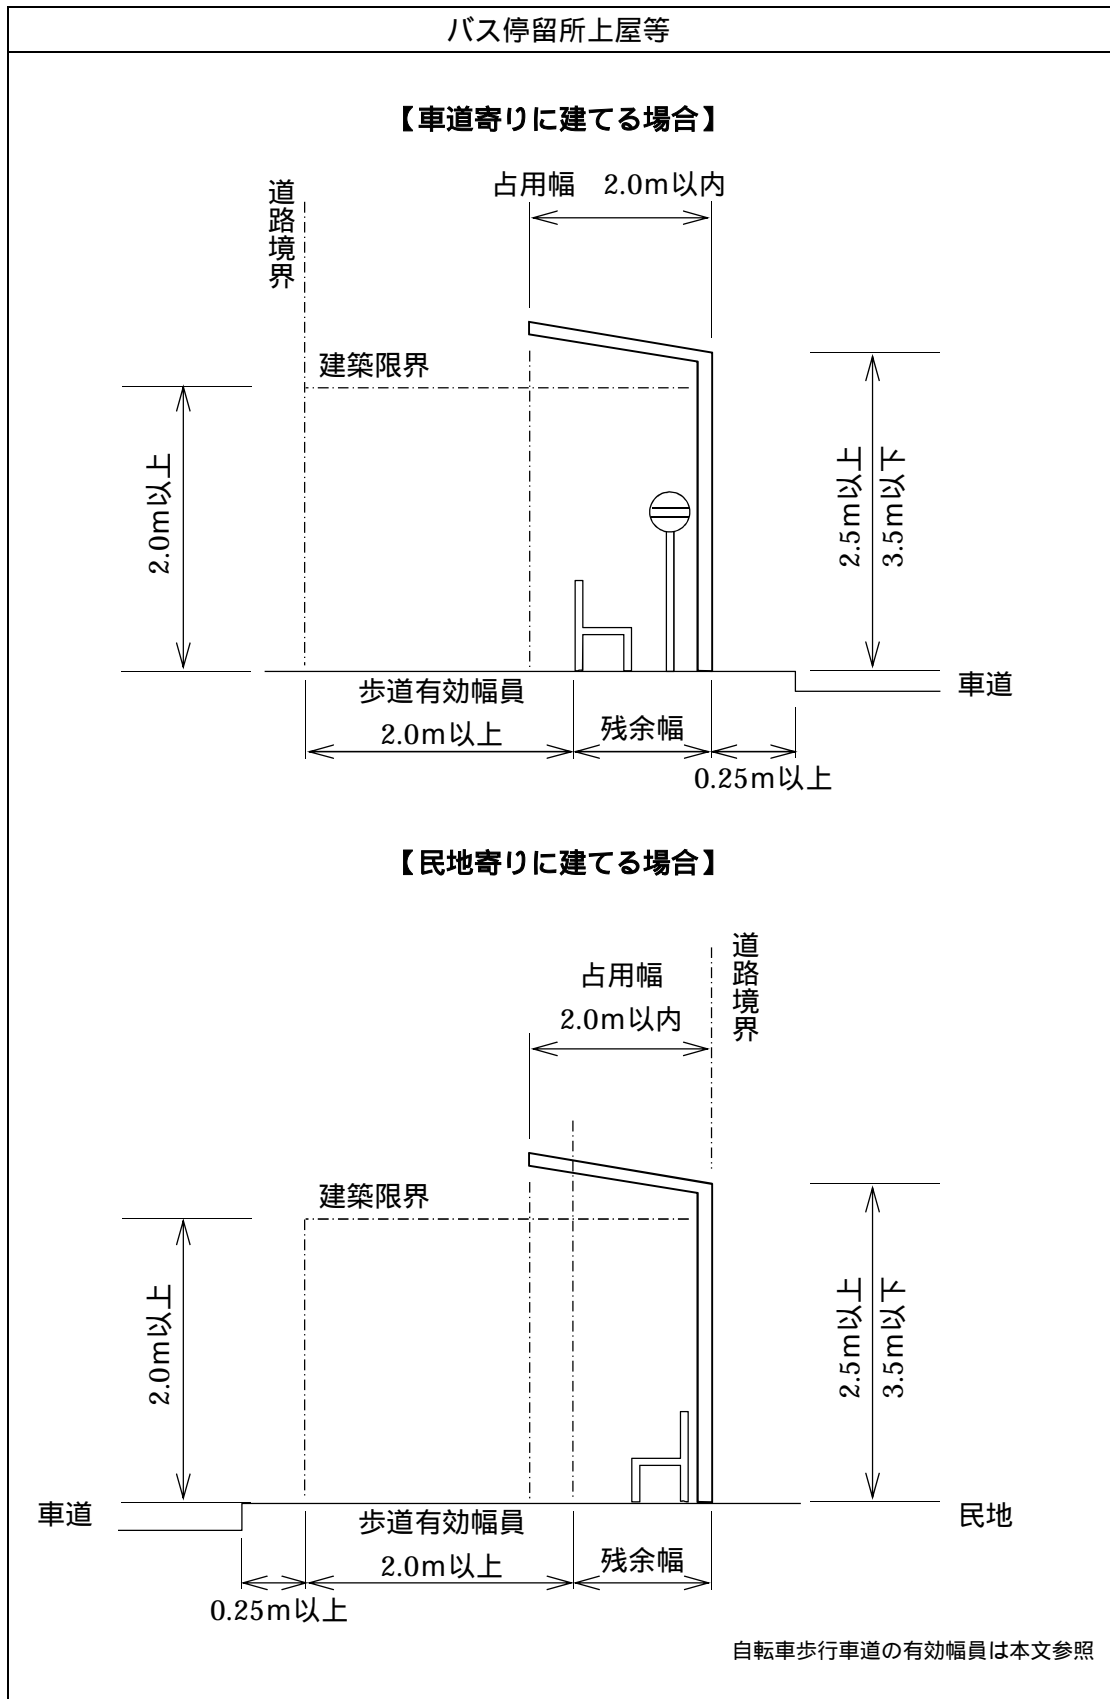 バス停留所上屋等
【車道寄りに建てる場合】
道路境界
占用幅 2.0m以内
建築限界
2.0m以上
2.5m以上
3.5m以下
車道
歩道有効幅員
2.0m以上
残余幅
0.25m以上
【民地寄りに建てる場合】
道路境界
占用幅
2.0m以内
建築限界
2.0m以上
2.5m以上
3.5m以下
車道
民地
歩道有効幅員
2.0m以上
残余幅
0.25m以上
自転車歩行車道の有効幅員は本文参照